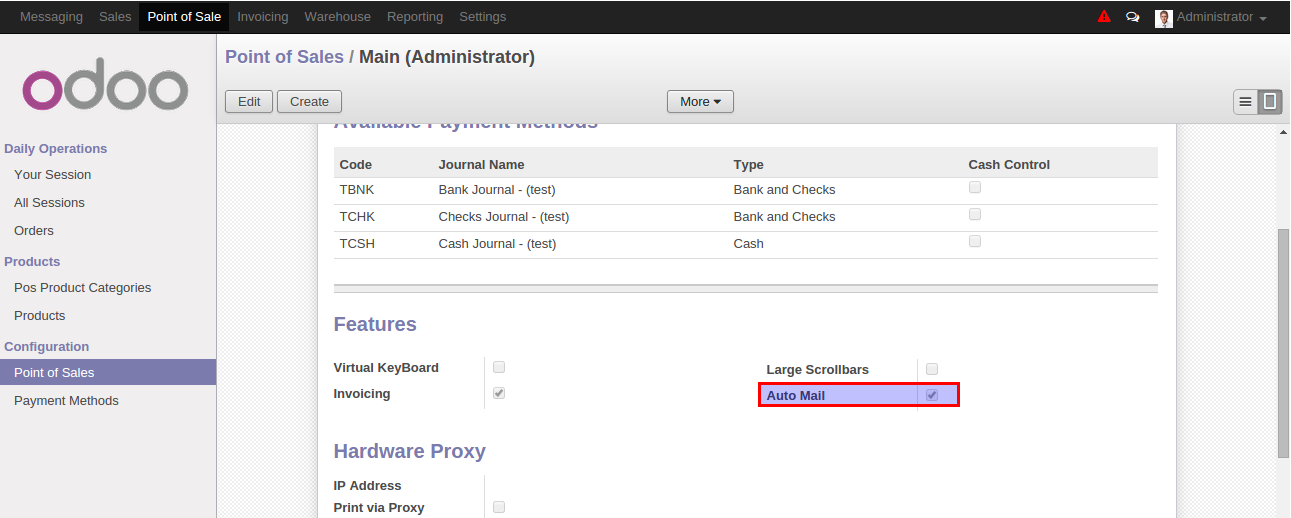 Messaging Sales Point of Sale Invoicing Warehouse Reporting Settings Administrator
odoo
Point of Sales / Main (Administrator)
Edit Create More
Daily Operations
Your Session
All Sessions
Orders
Products
Pos Product Categories
Products
Configuration
Point of Sales
Payment Methods
Available Payment Methods
Code Journal Name Type Cash Control
TBNK Bank Journal - (test) Bank and Checks
TCHK Checks Journal - (test) Bank and Checks
TCSH Cash Journal - (test) Cash
Features
Virtual KeyBoard Large Scrollbars
Invoicing Auto Mail
Hardware Proxy
IP Address
Print via Proxy